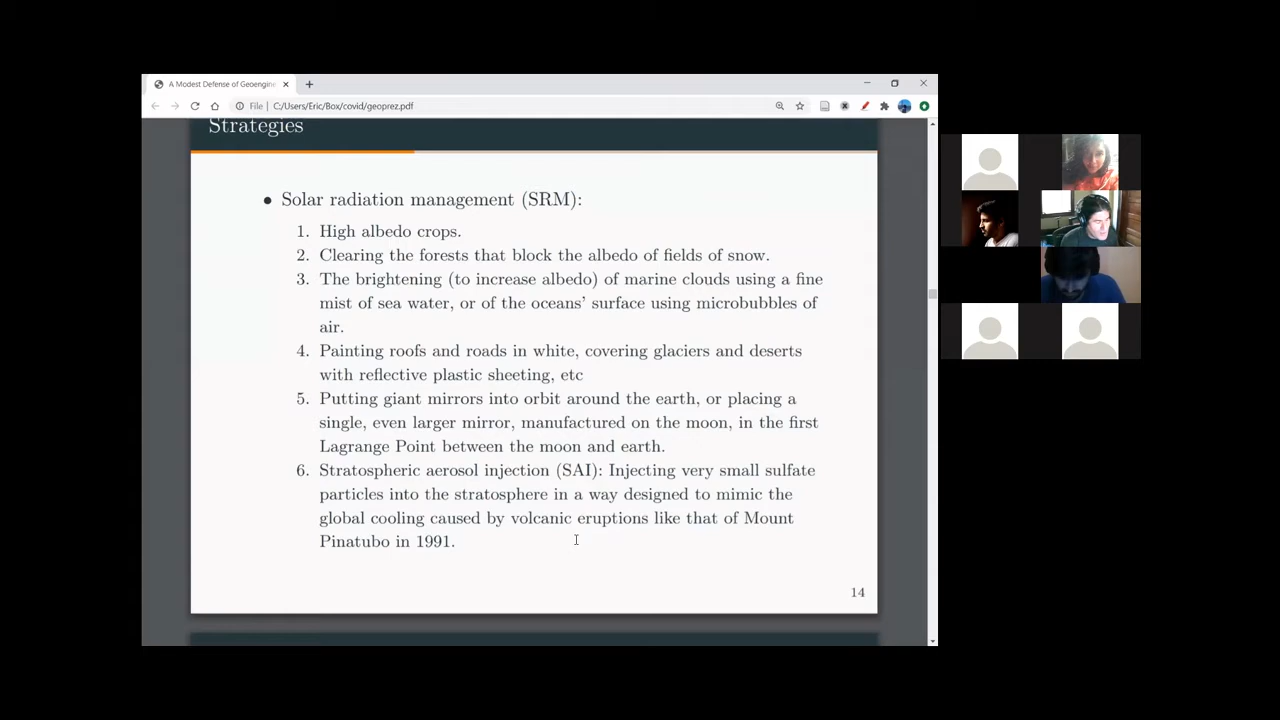 A Modest Defense of Geoengine
File | C:/Users/Eric/Box/covid/geoprez.pdf
Strategies
• Solar radiation management (SRM):
1. High albedo crops.
2. Clearing the forests that block the albedo of fields of snow.
3. The brightening (to increase albedo) of marine clouds using a fine
mist of sea water, or of the oceans' surface using microbubbles of
air.
4. Painting roofs and roads in white, covering glaciers and deserts
with reflective plastic sheeting, etc
5. Putting giant mirrors into orbit around the earth, or placing a
single, even larger mirror, manufactured on the moon, in the first
Lagrange Point between the moon and earth.
6. Stratospheric aerosol injection (SAI): Injecting very small sulfate
particles into the stratosphere in a way designed to mimic the
global cooling caused by volcanic eruptions like that of Mount
Pinatubo in 1991.
14